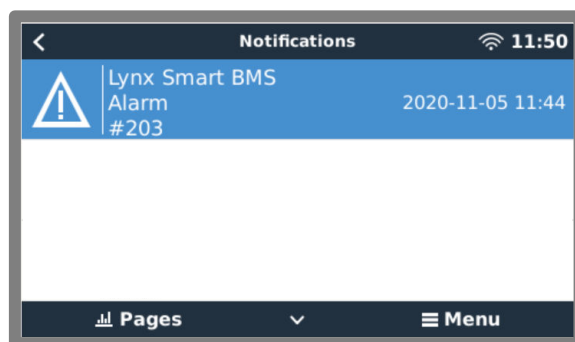 Notifications
11:50
Lynx Smart BMS
Alarm
#203
2020-11-05 11:44
Pages
Menu